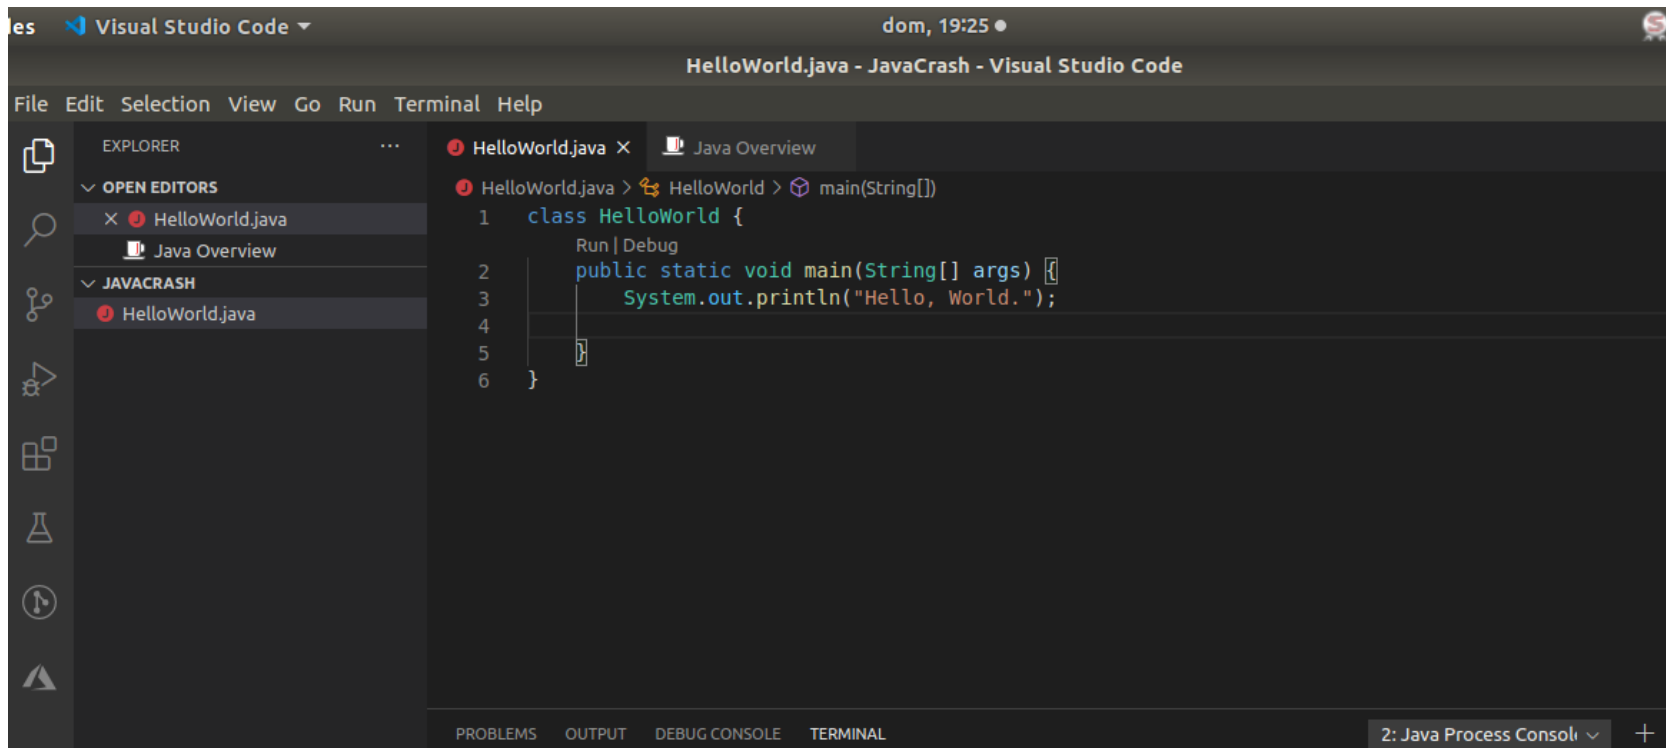 les Visual Studio Code dom, 19:25
HelloWorld.java - JavaCrash - Visual Studio Code
File Edit Selection View Go Run Terminal Help
EXPLORER
OPEN EDITORS
HelloWorld.java
Java Overview
JAVACRASH
HelloWorld.java
HelloWorld.java Java Overview
HelloWorld.java > HelloWorld > main(String[])
1 class HelloWorld {
Run | Debug
2 public static void main(String[] args) {
3 System.out.println("Hello, World.");
4
5 }
6 }
PROBLEMS OUTPUT DEBUG CONSOLE TERMINAL 2: Java Process Consol